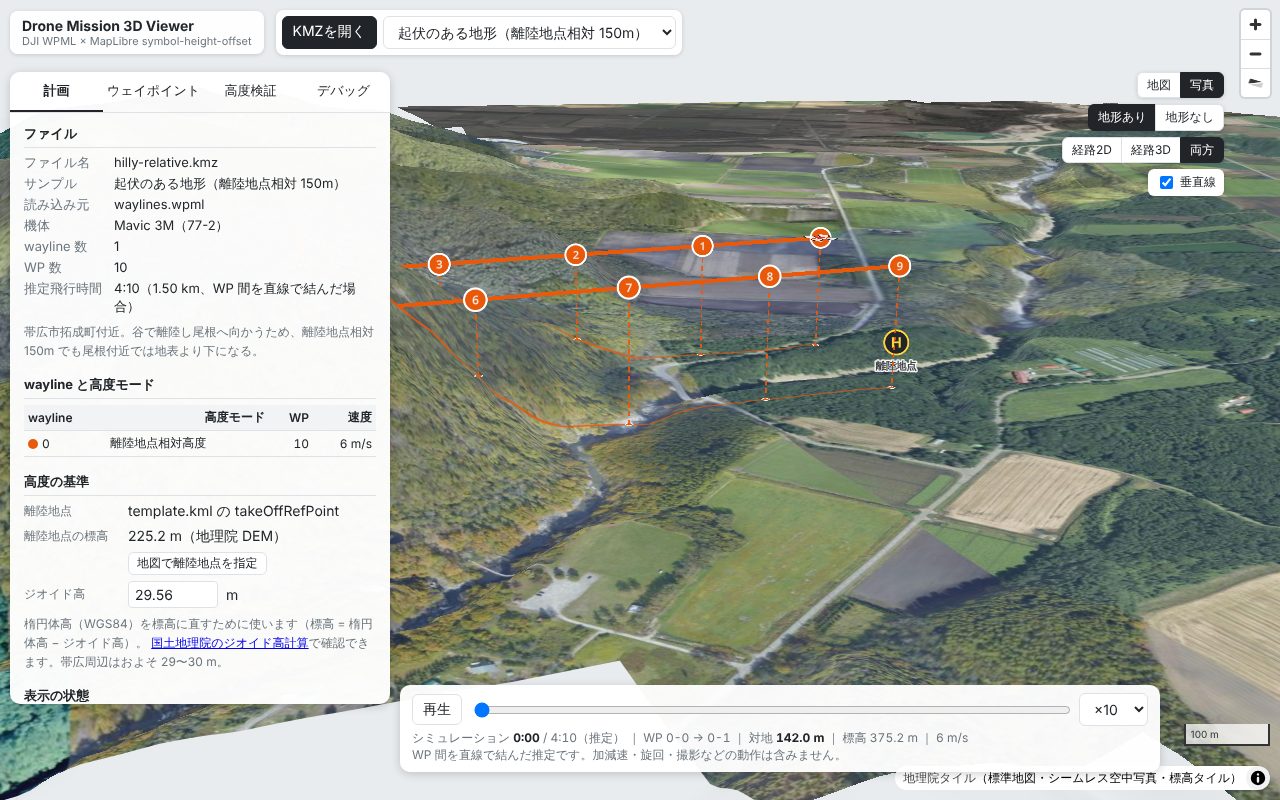 Drone Mission 3D Viewer
DJI WPML × MapLibre symbol-height-offset
KMZを開く
起伏のある地形（離陸地点相対 150m）
計画 ウェイポイント 高度検証 デバッグ
ファイル
ファイル名 hilly-relative.kmz
サンプル 起伏のある地形（離陸地点相対 150m）
読み込み元 waylines.wpml
機体 Mavic 3M（77-2）
wayline 数 1
WP 数 10
推定飛行時間 4:10（1.50 km、WP 間を直線で結んだ場
合）
帯広市拓成町付近。谷で離陸し尾根へ向かうため、離陸地点相対
150m でも尾根付近では地表より下になる。
wayline と高度モード
wayline 高度モード WP 速度
0 離陸地点相対高度 10 6 m/s
高度の基準
離陸地点 template.kml の takeOffRefPoint
離陸地点の標高 225.2 m（地理院 DEM）
地図で離陸地点を指定
ジオイド高 29.56 m
楕円体高（WGS84）を標高に直すために使います（標高 = 楕円
体高 − ジオイド高）。 国土地理院のジオイド高計算で確認でき
ます。帯広周辺はおよそ 29〜30 m。
表示の状態
地図 写真
地形あり 地形なし
経路2D 経路3D 両方
垂直線
3
2
1
6
7
8
9
H
離陸地点
再生
×10
シミュレーション 0:00 / 4:10（推定） ｜ WP 0-0 → 0-1 ｜ 対地 142.0 m ｜ 標高 375.2 m ｜ 6 m/s
WP 間を直線で結んだ推定です。加減速・旋回・撮影などの動作は含みません。
100 m
地理院タイル（標準地図・シームレス空中写真・標高タイル）